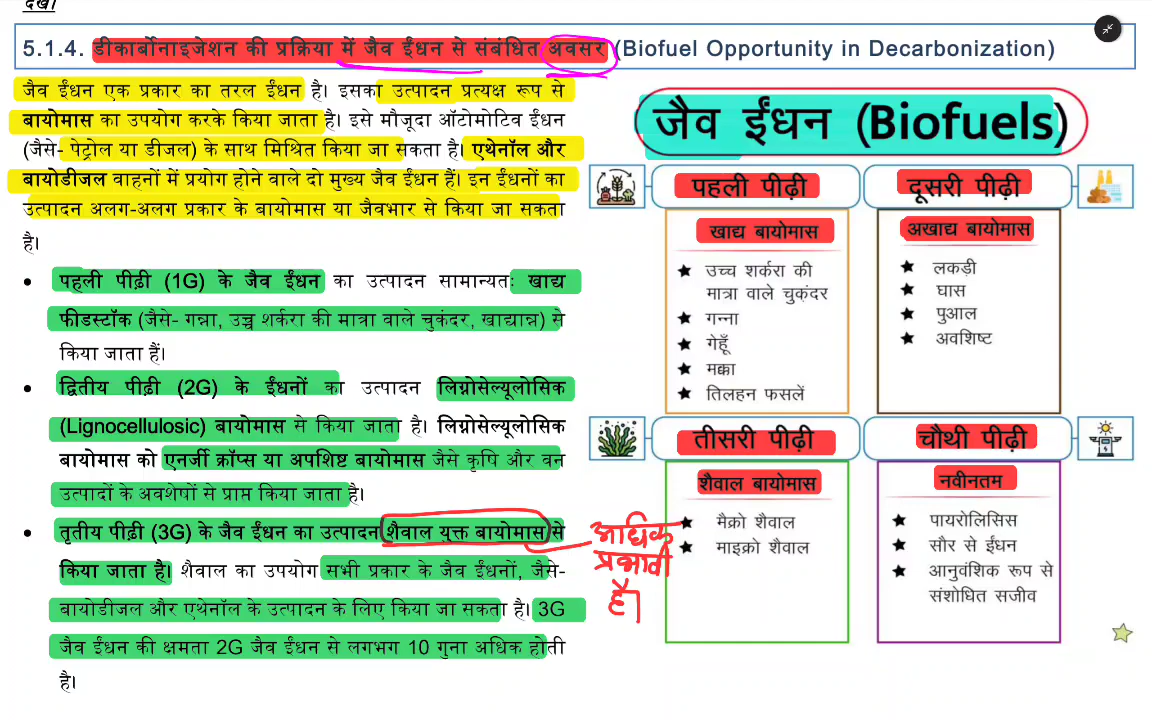 देखें।
5.1.4. डीकार्बोनाइजेशन की प्रक्रिया में जैव ईंधन से संबंधित अवसर (Biofuel Opportunity in Decarbonization)
जैव ईंधन एक प्रकार का तरल ईंधन है। इसका उत्पादन प्रत्यक्ष रूप से
बायोमास का उपयोग करके किया जाता है। इसे मौजूदा ऑटोमोटिव ईंधन
(जैसे- पेट्रोल या डीजल) के साथ मिश्रित किया जा सकता है। एथेनॉल और
बायोडीजल वाहनों में प्रयोग होने वाले दो मुख्य जैव ईंधन हैं। इन ईंधनों का
उत्पादन अलग-अलग प्रकार के बायोमास या जैवभार से किया जा सकता
है।
• पहली पीढ़ी (1G) के जैव ईंधन का उत्पादन सामान्यतः खाद्य
फीडस्टॉक (जैसे- गन्ना, उच्च शर्करा की मात्रा वाले चुकंदर, खाद्यान्न) से
किया जाता हैं।
• द्वितीय पीढ़ी (2G) के ईंधनों का उत्पादन लिग्नोसेल्यूलोसिक
(Lignocellulosic) बायोमास से किया जाता है। लिग्नोसेल्यूलोसिक
बायोमास को एनर्जी क्रॉप्स या अपशिष्ट बायोमास जैसे कृषि और वन
उत्पादों के अवशेषों से प्राप्त किया जाता है।
• तृतीय पीढ़ी (3G) के जैव ईंधन का उत्पादन शैवाल युक्त बायोमास से
किया जाता है। शैवाल का उपयोग सभी प्रकार के जैव ईंधनों, जैसे-
बायोडीजल और एथेनॉल के उत्पादन के लिए किया जा सकता है। 3G
जैव ईंधन की क्षमता 2G जैव ईंधन से लगभग 10 गुना अधिक होती
है।
अधिक
प्रभावी
है।
जैव ईंधन (Biofuels)
पहली पीढ़ी
खाद्य बायोमास
★ उच्च शर्करा की
मात्रा वाले चुकंदर
★ गन्ना
★ गेहूँ
★ मक्का
★ तिलहन फसलें
दूसरी पीढ़ी
अखाद्य बायोमास
★ लकड़ी
★ घास
★ पुआल
★ अवशिष्ट
तीसरी पीढ़ी
शैवाल बायोमास
★ मैक्रो शैवाल
★ माइक्रो शैवाल
चौथी पीढ़ी
नवीनतम
★ पायरोलिसिस
★ सौर से ईंधन
★ आनुवंशिक रूप से
संशोधित सजीव